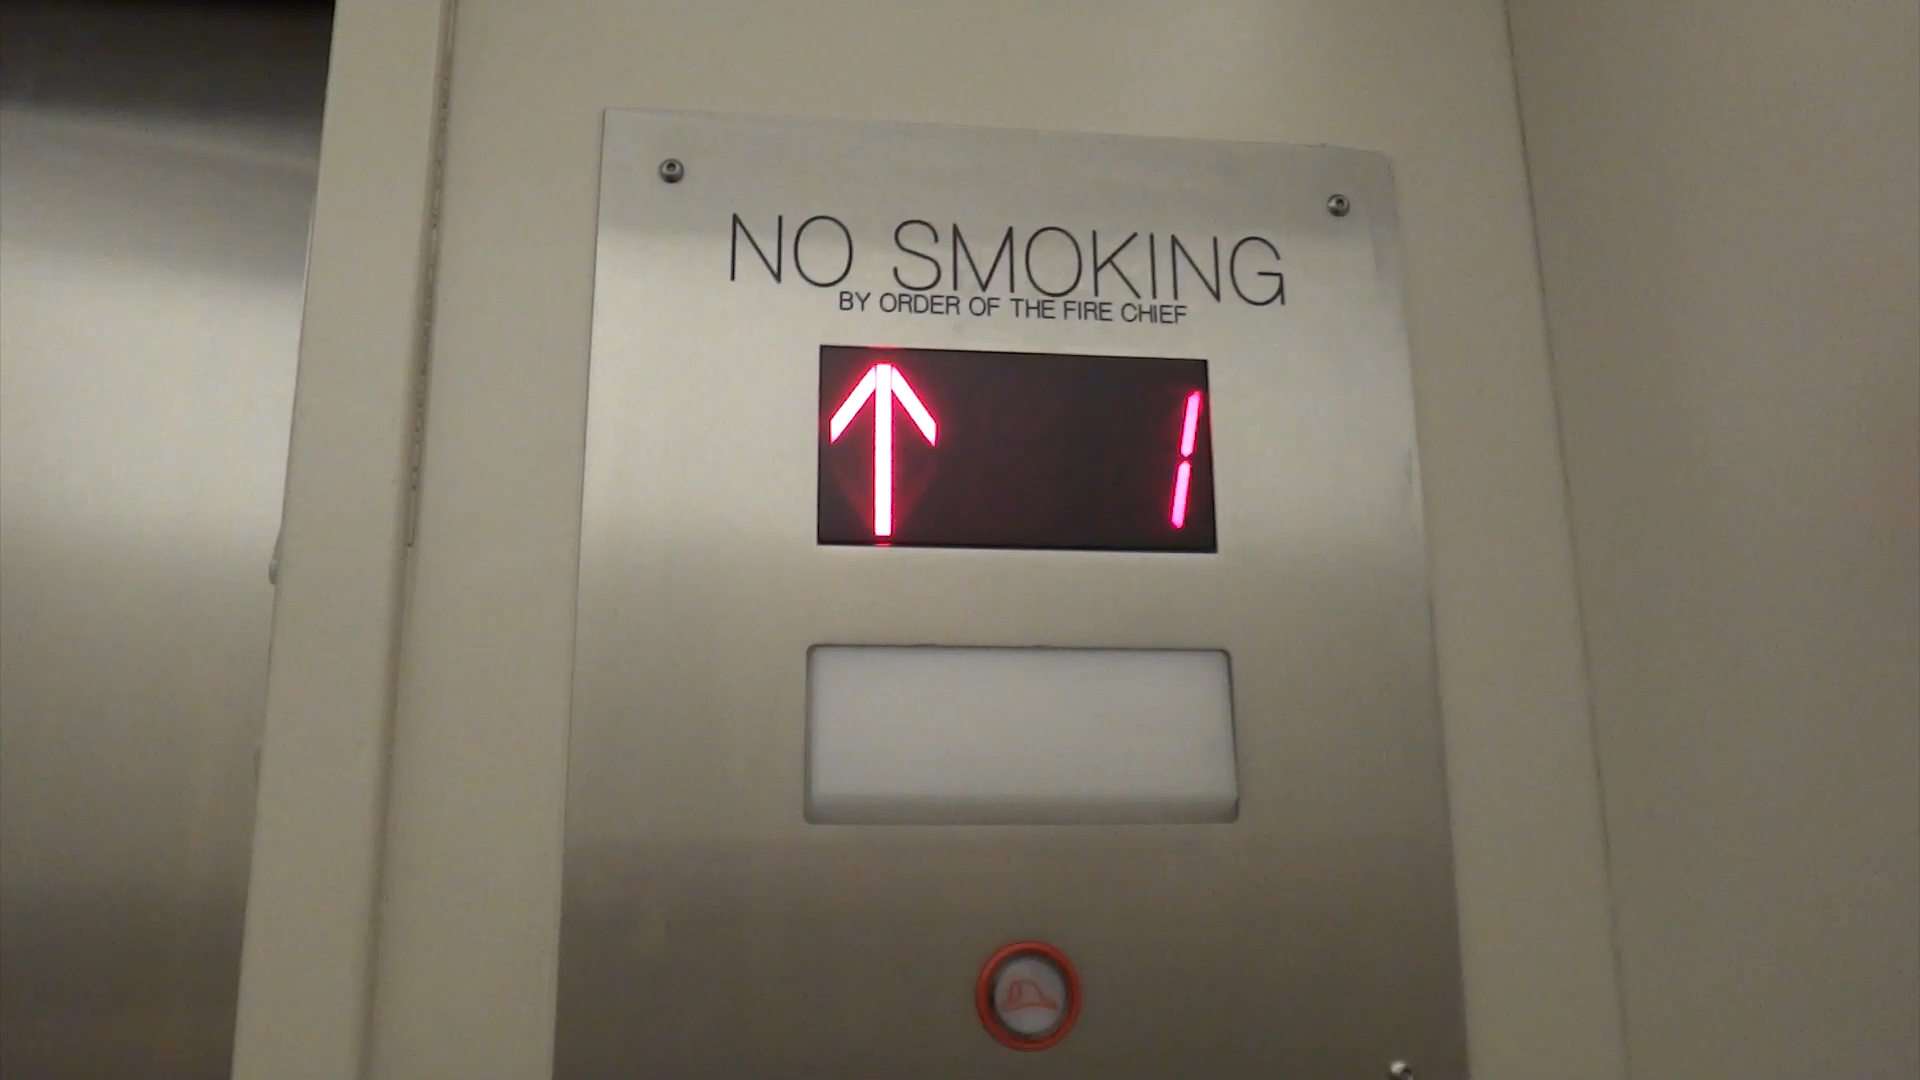 NO SMOKING
BY ORDER OF THE FIRE CHIEF
↑ 1